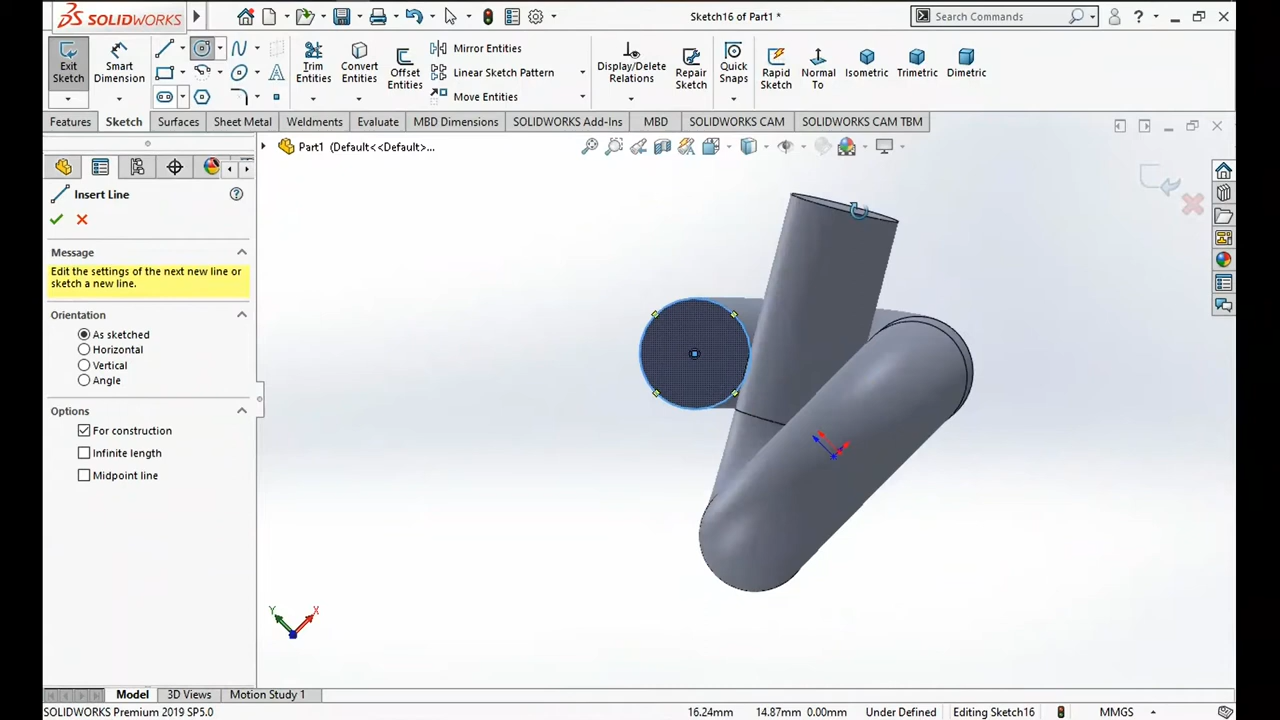 SOLIDWORKS
Sketch16 of Part1 *
Search Commands
Exit Sketch
Smart Dimension
Trim Entities
Convert Entities
Offset Entities
Mirror Entities
Linear Sketch Pattern
Move Entities
Display/Delete Relations
Repair Sketch
Quick Snaps
Rapid Sketch
Normal To
Isometric
Trimetric
Dimetric
Features
Sketch
Surfaces
Sheet Metal
Weldments
Evaluate
MBD Dimensions
SOLIDWORKS Add-Ins
MBD
SOLIDWORKS CAM
SOLIDWORKS CAM TBM
Part1 (Default<<Default>...
Insert Line
Message
Edit the settings of the next new line or
sketch a new line.
Orientation
As sketched
Horizontal
Vertical
Angle
Options
For construction
Infinite length
Midpoint line
Y
X
Model
3D Views
Motion Study 1
SOLIDWORKS Premium 2019 SP5.0
16.24mm
14.87mm
0.00mm
Under Defined
Editing Sketch16
MMGS